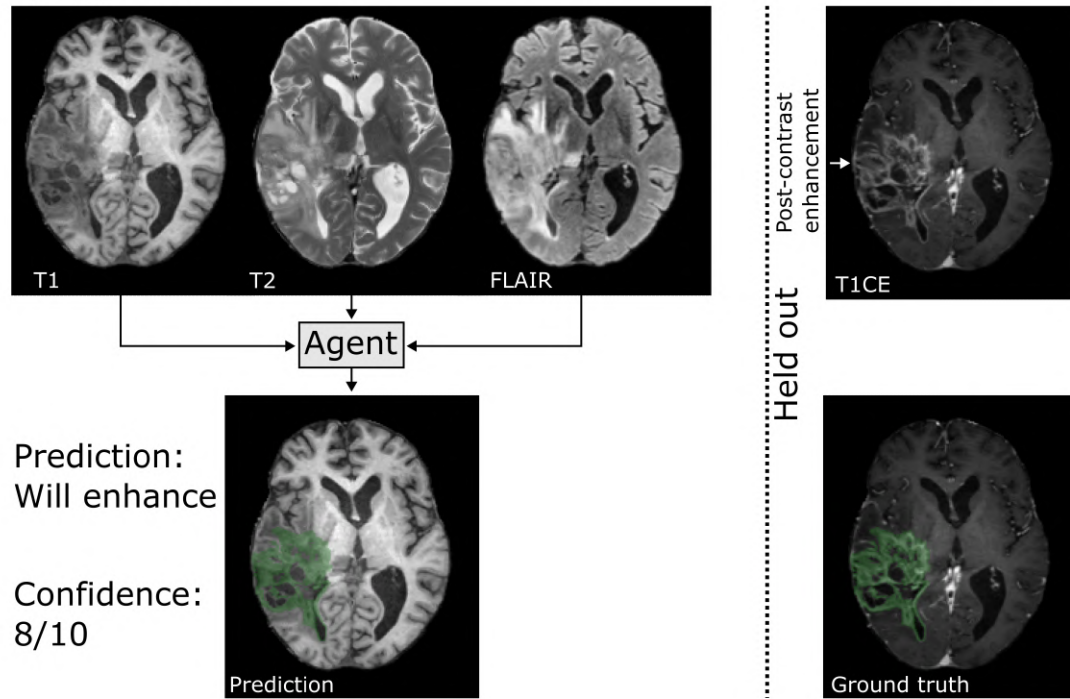 T1
T2
FLAIR
Agent
Prediction:
Will enhance
Confidence:
8/10
Prediction
Held out
Post-contrast
enhancement
T1CE
Ground truth